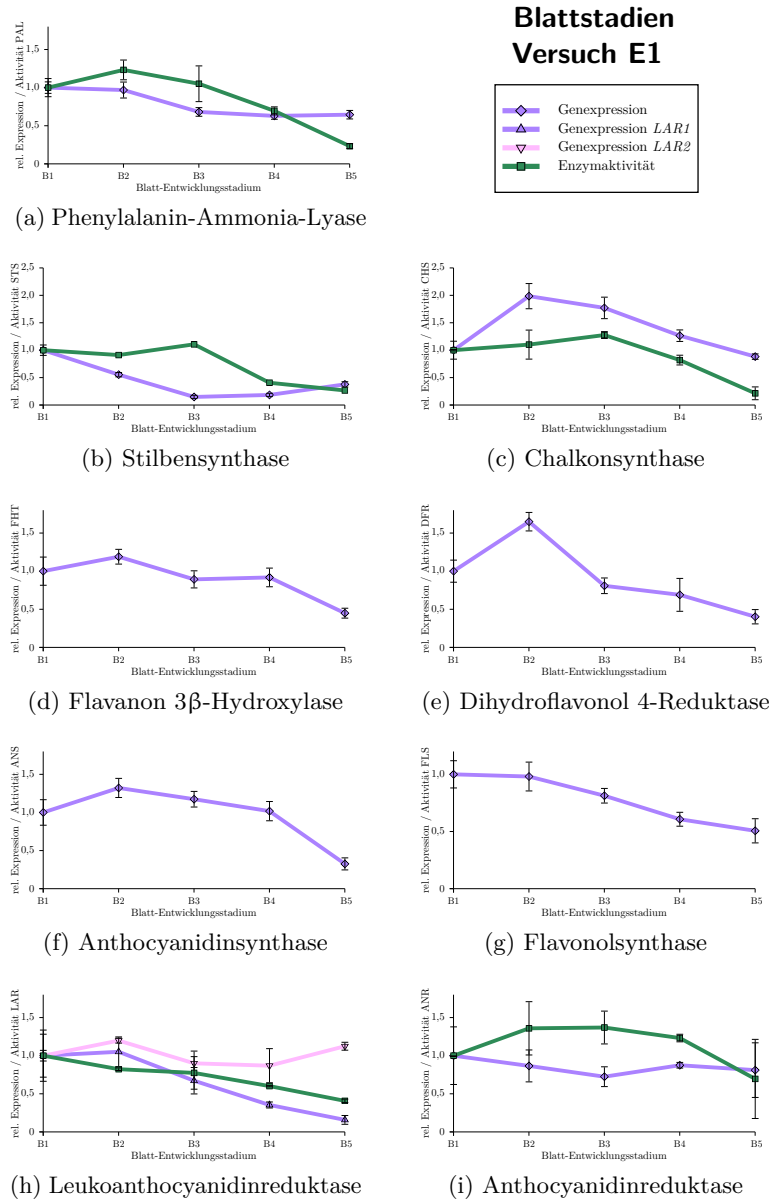 Blattstadien
Versuch E1
Genexpression
Genexpression LAR1
Genexpression LAR2
Enzymaktivität
rel. Expression / Aktivität PAL
1,5
1,0
0,5
0
B1 B2 B3 B4 B5
Blatt-Entwicklungsstadium
(a) Phenylalanin-Ammonia-Lyase
rel. Expression / Aktivität STS
2,5
2,0
1,5
1,0
0,5
0
B1 B2 B3 B4 B5
Blatt-Entwicklungsstadium
(b) Stilbensynthase
rel. Expression / Aktivität CHS
2,5
2,0
1,5
1,0
0,5
0
B1 B2 B3 B4 B5
Blatt-Entwicklungsstadium
(c) Chalkonsynthase
rel. Expression / Aktivität FHT
1,5
1,0
0,5
0
B1 B2 B3 B4 B5
Blatt-Entwicklungsstadium
(d) Flavanon 3β-Hydroxylase
rel. Expression / Aktivität DFR
1,5
1,0
0,5
0
B1 B2 B3 B4 B5
Blatt-Entwicklungsstadium
(e) Dihydroflavonol 4-Reduktase
rel. Expression / Aktivität ANS
1,5
1,0
0,5
0
B1 B2 B3 B4 B5
Blatt-Entwicklungsstadium
(f) Anthocyanidinsynthase
rel. Expression / Aktivität FLS
1,0
0,5
0
B1 B2 B3 B4 B5
Blatt-Entwicklungsstadium
(g) Flavonolsynthase
rel. Expression / Aktivität LAR
1,5
1,0
0,5
0
B1 B2 B3 B4 B5
Blatt-Entwicklungsstadium
(h) Leukoanthocyanidinreduktase
rel. Expression / Aktivität ANR
1,5
1,0
0,5
0
B1 B2 B3 B4 B5
Blatt-Entwicklungsstadium
(i) Anthocyanidinreduktase